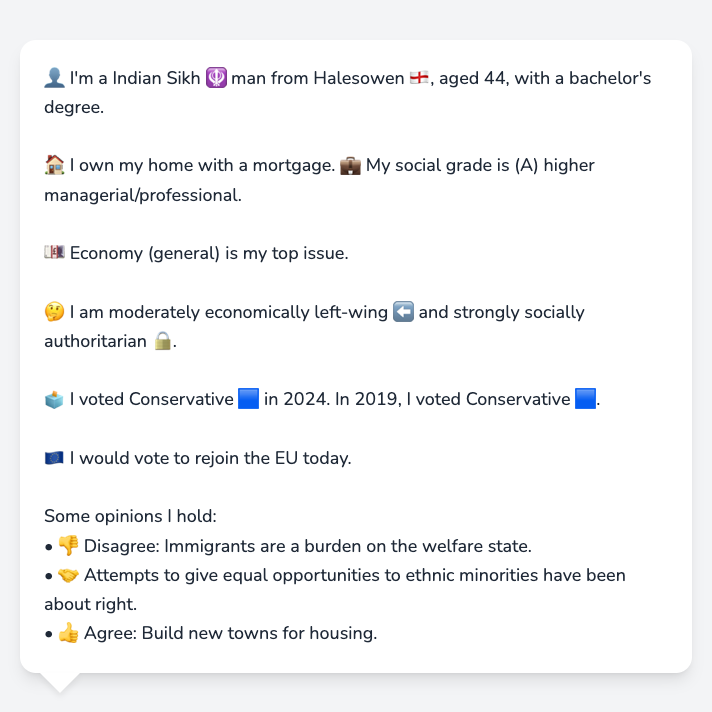 👤 I'm a Indian Sikh 🪯 man from Halesowen 🏴󠁧󠁢󠁥󠁮󠁧󠁿, aged 44, with a bachelor's
degree.
🏠 I own my home with a mortgage. 💼 My social grade is (A) higher
managerial/professional.
💷 Economy (general) is my top issue.
🤔 I am moderately economically left-wing ⬅️ and strongly socially
authoritarian 🔒.
🗳️ I voted Conservative 🟦 in 2024. In 2019, I voted Conservative 🟦.
🇪🇺 I would vote to rejoin the EU today.
Some opinions I hold:
• 👎 Disagree: Immigrants are a burden on the welfare state.
• 🤝 Attempts to give equal opportunities to ethnic minorities have been
about right.
• 👍 Agree: Build new towns for housing.